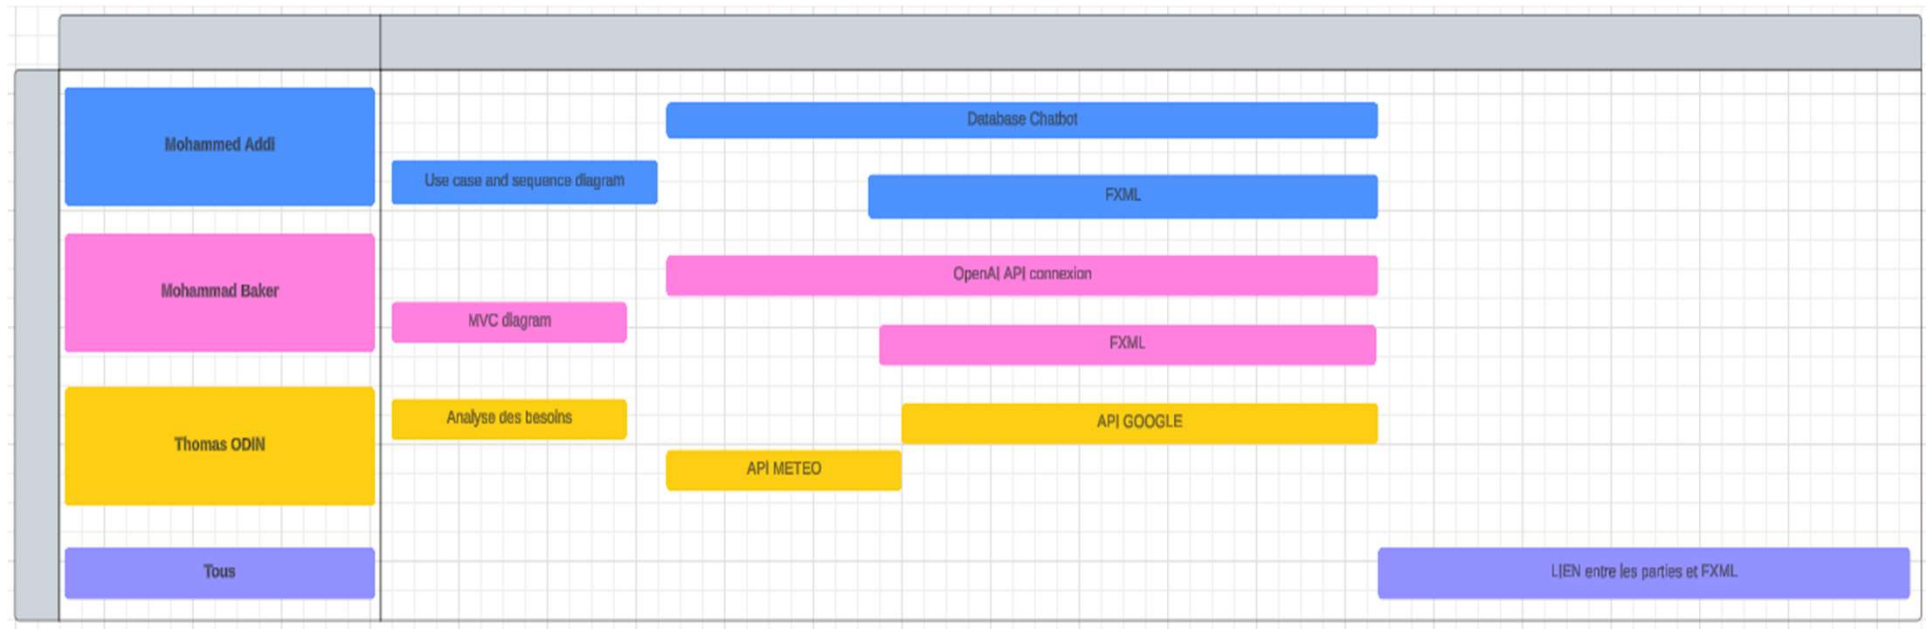 Mohammed Addi
Database Chatbot
Use case and sequence diagram
FXML
Mohammad Baker
OpenAI API connexion
MVC diagram
FXML
Thomas ODIN
Analyse des besoins
API GOOGLE
API METEO
Tous
LIEN entre les parties et FXML